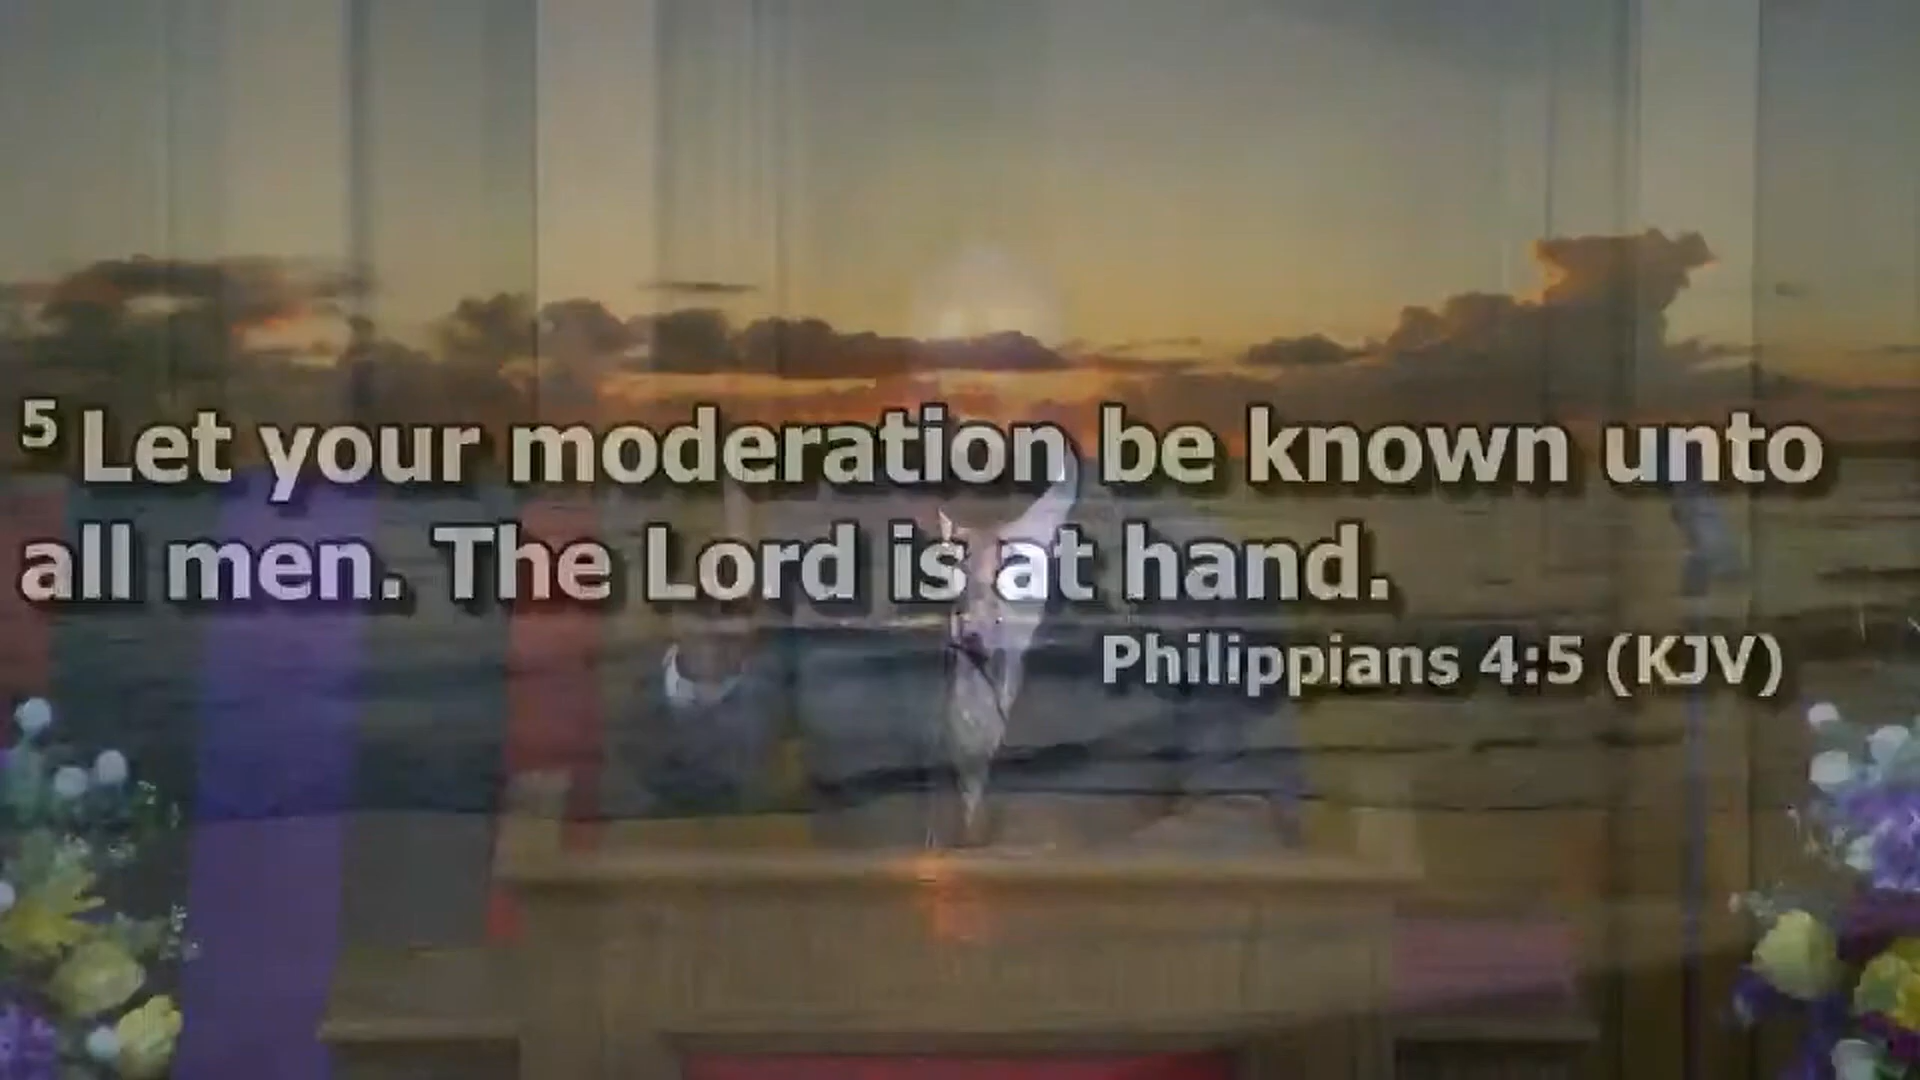 5 Let your moderation be known unto
all men. The Lord is at hand.
Philippians 4:5 (KJV)